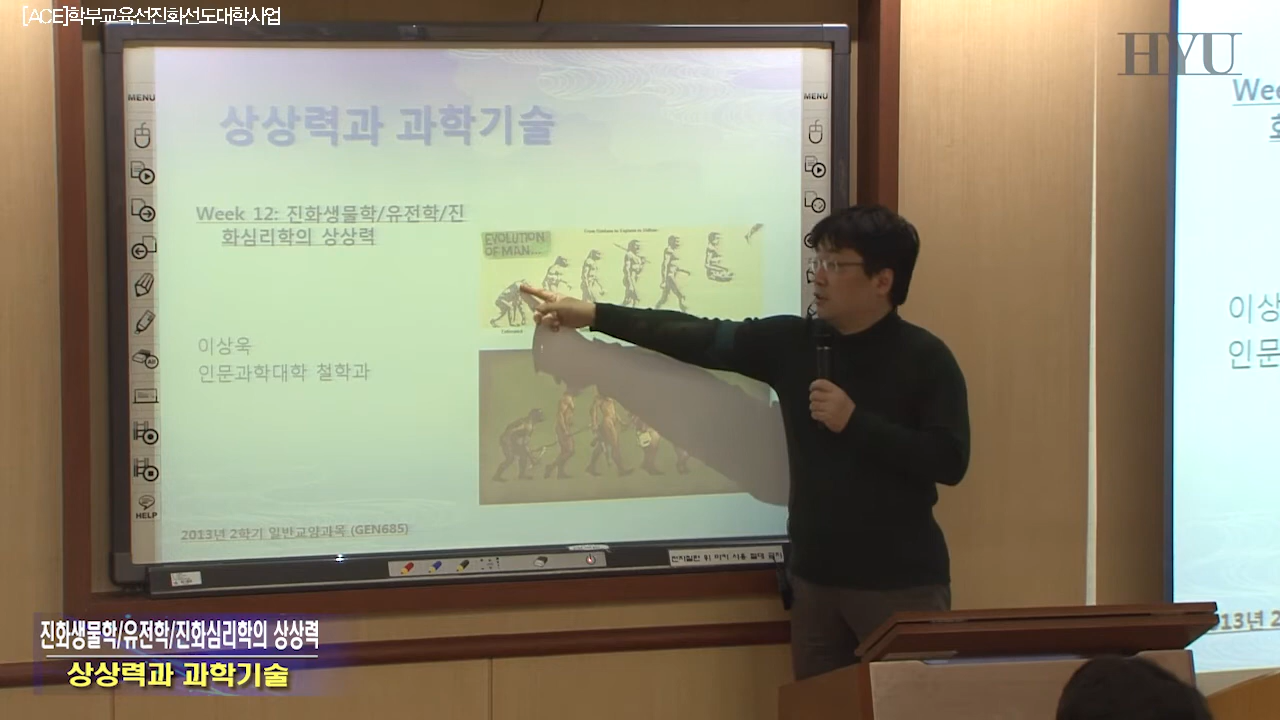 [ACE]학부교육선진화선도대학사업
HYU
MENU
MENU
상상력과 과학기술
Week 12: 진화생물학/유전학/진
화심리학의 상상력
EVOLUTION
OF MAN...
이상욱
인문과학대학 철학과
2013년 2학기 일반교양과목 (GEN685)
HELP
Wee
화
이상
인문
13년 2
진화생물학/유전학/진화심리학의 상상력
상상력과 과학기술